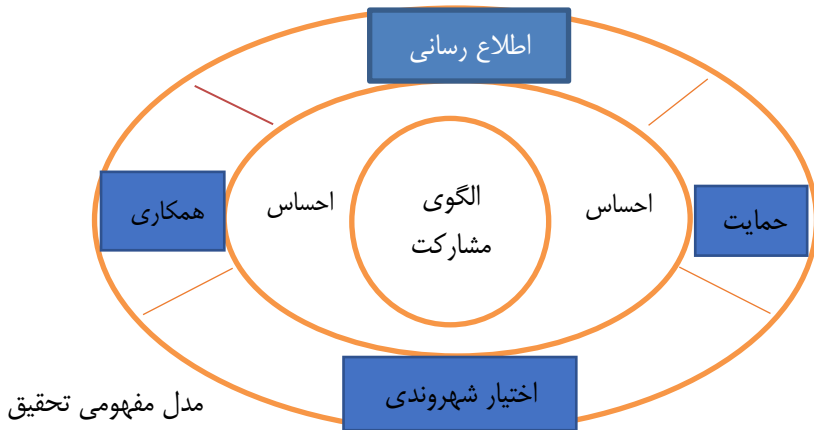 اطلاع رسانی
حمایت
احساس
الگوی
مشارکت
احساس
همکاری
اختیار شهروندی
مدل مفهومی تحقیق